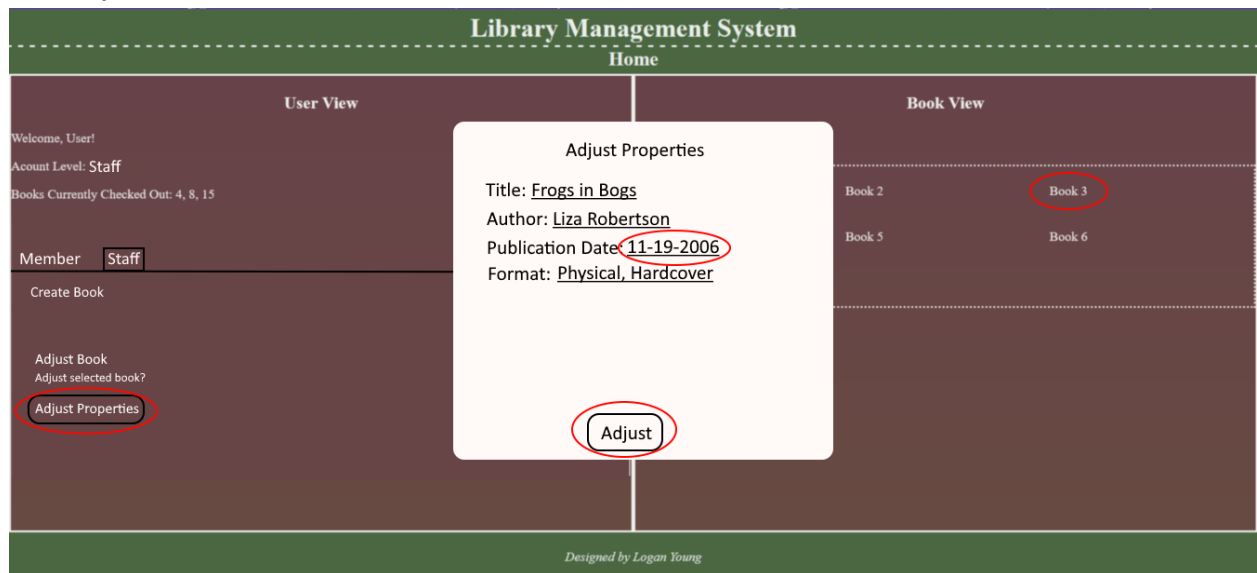 Library Management System
Home
User View
Welcome, User!
Acount Level: Staff
Books Currently Checked Out: 4, 8, 15
Member Staff
Create Book
Adjust Book
Adjust selected book?
Adjust Properties
Adjust Properties
Title: Frogs in Bogs
Author: Liza Robertson
Publication Date: 11-19-2006
Format: Physical, Hardcover
Adjust
Book View
Book 2 Book 3
Book 5 Book 6
Designed by Logan Young